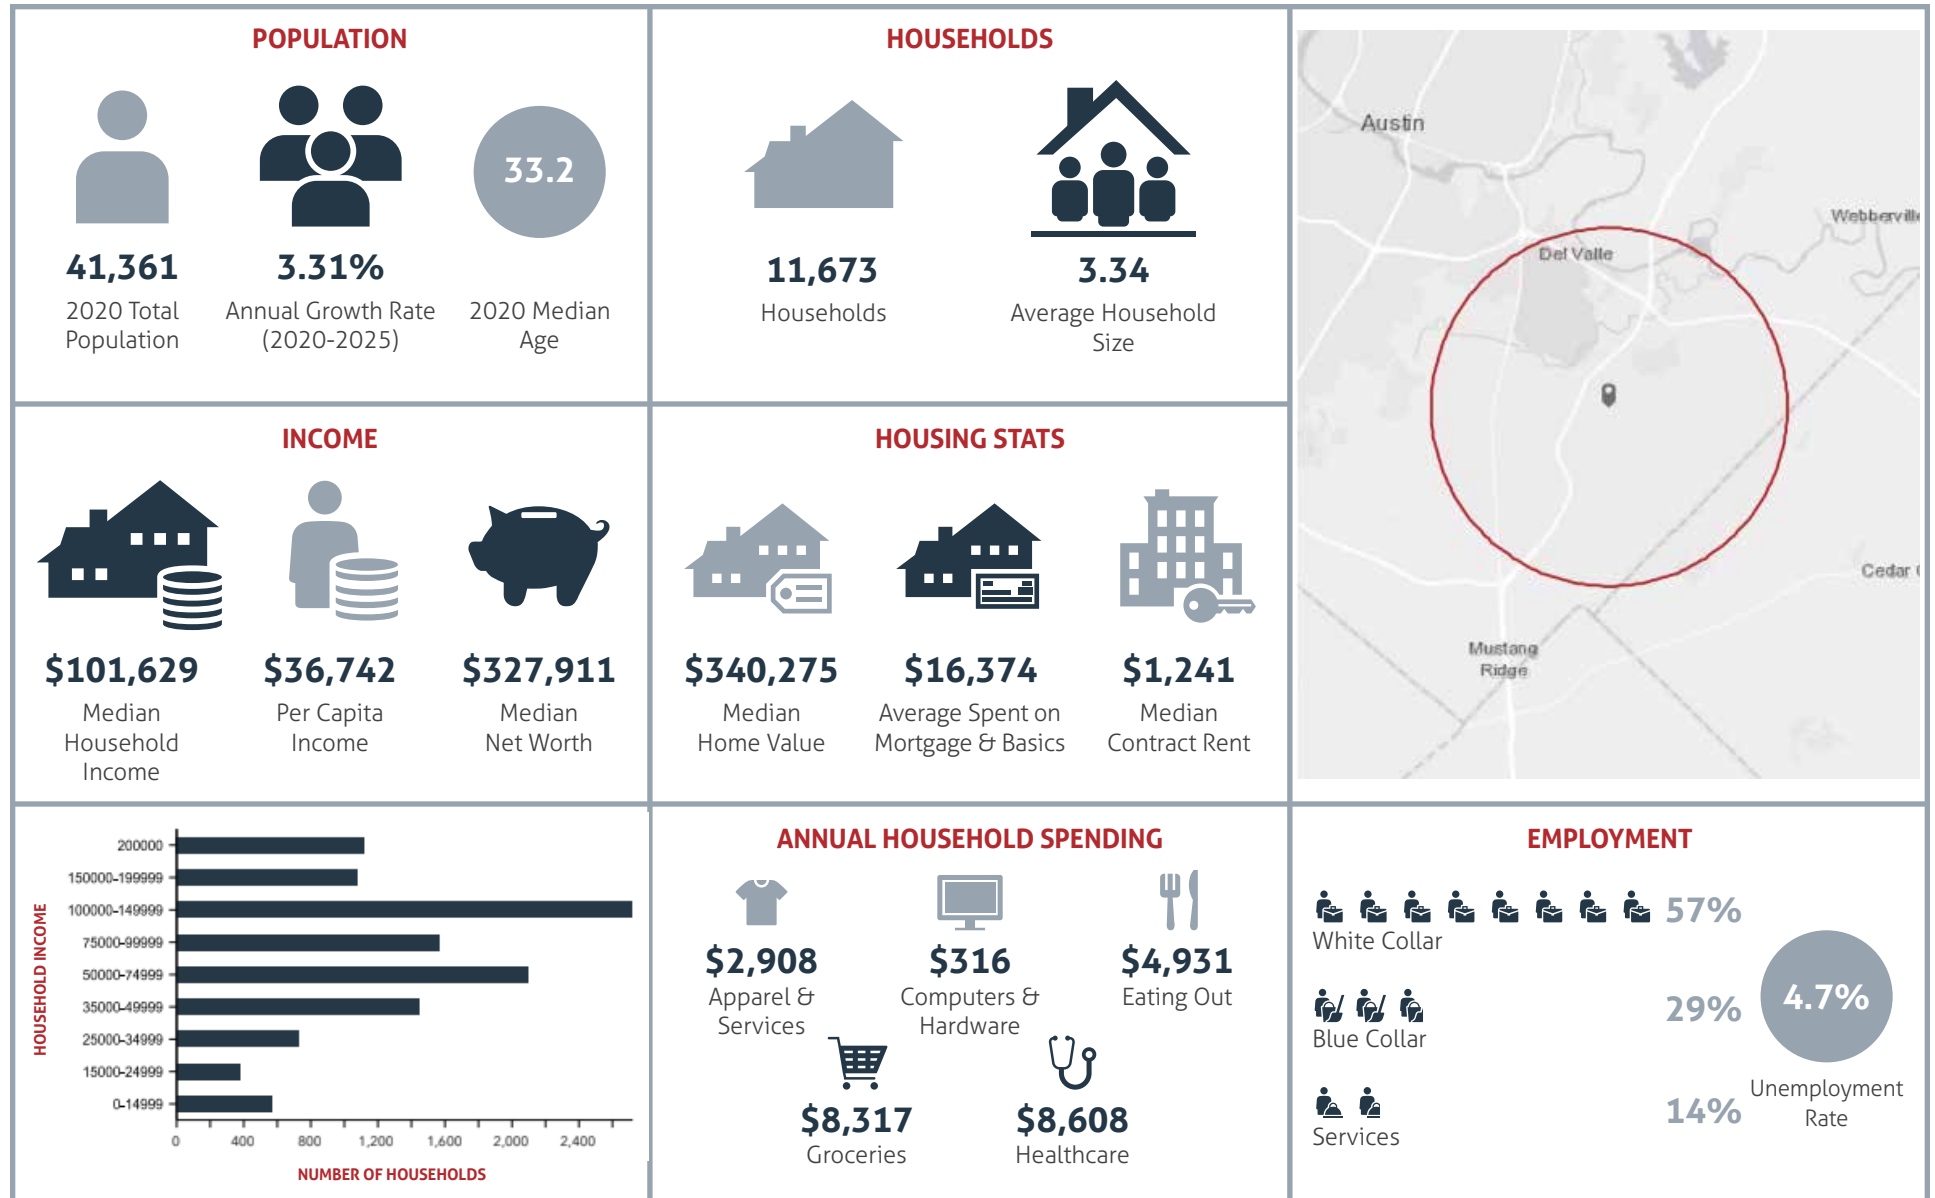 POPULATION
33.2
41,361
3.31%
2020 Total
Population
Annual Growth Rate
(2020-2025)
2020 Median
Age
HOUSEHOLDS
11,673
3.34
Households
Average Household
Size
Austin
Webberville
Del Valle
Cedar
Mustang
Ridge
INCOME
$101,629
$36,742
$327,911
Median
Household
Income
Per Capita
Income
Median
Net Worth
HOUSING STATS
$340,275
$16,374
$1,241
Median
Home Value
Average Spent on
Mortgage & Basics
Median
Contract Rent
HOUSEHOLD INCOME
200000
150000-199999
100000-149999
75000-99999
50000-74999
35000-49999
25000-34999
15000-24999
0-14999
0 400 800 1,200 1,600 2,000 2,400
NUMBER OF HOUSEHOLDS
ANNUAL HOUSEHOLD SPENDING
$2,908
$316
$4,931
Apparel &
Services
Computers &
Hardware
Eating Out
$8,317
$8,608
Groceries
Healthcare
EMPLOYMENT
57%
White Collar
29%
Blue Collar
14%
Services
4.7%
Unemployment
Rate